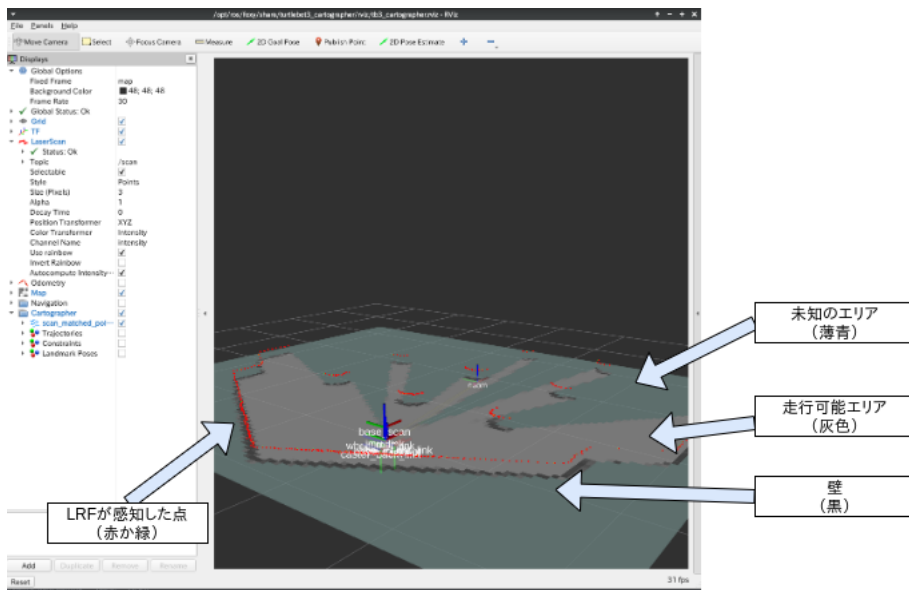 /opt/ros/foxy/share/turtlebot3_cartographer/rviz/tb3_cartographer.rviz - RViz
File Panels Help
Move Camera Select Focus Camera Measure 2D Goal Pose Publish Point 2D Pose Estimate
Displays
Global Options
Fixed Frame map
Background Color 48; 48; 48
Frame Rate 30
Global Status: Ok
Grid
TF
LaserScan
Status: Ok
Topic /scan
Selectable
Style Points
Size (Pixels) 3
Alpha 1
Decay Time 0
Position Transformer XYZ
Color Transformer Intensity
Channel Name intensity
Use rainbow
Invert Rainbow
Autocompute Intensity…
Odometry
Map
Navigation
Cartographer
scan_matched_poi…
Trajectories
Constraints
Landmark Poses
base_scan
未知のエリア
（薄青）
走行可能エリア
（灰色）
壁
（黒）
LRFが感知した点
（赤か緑）
Add Duplicate Remove Rename
Reset
31 fps